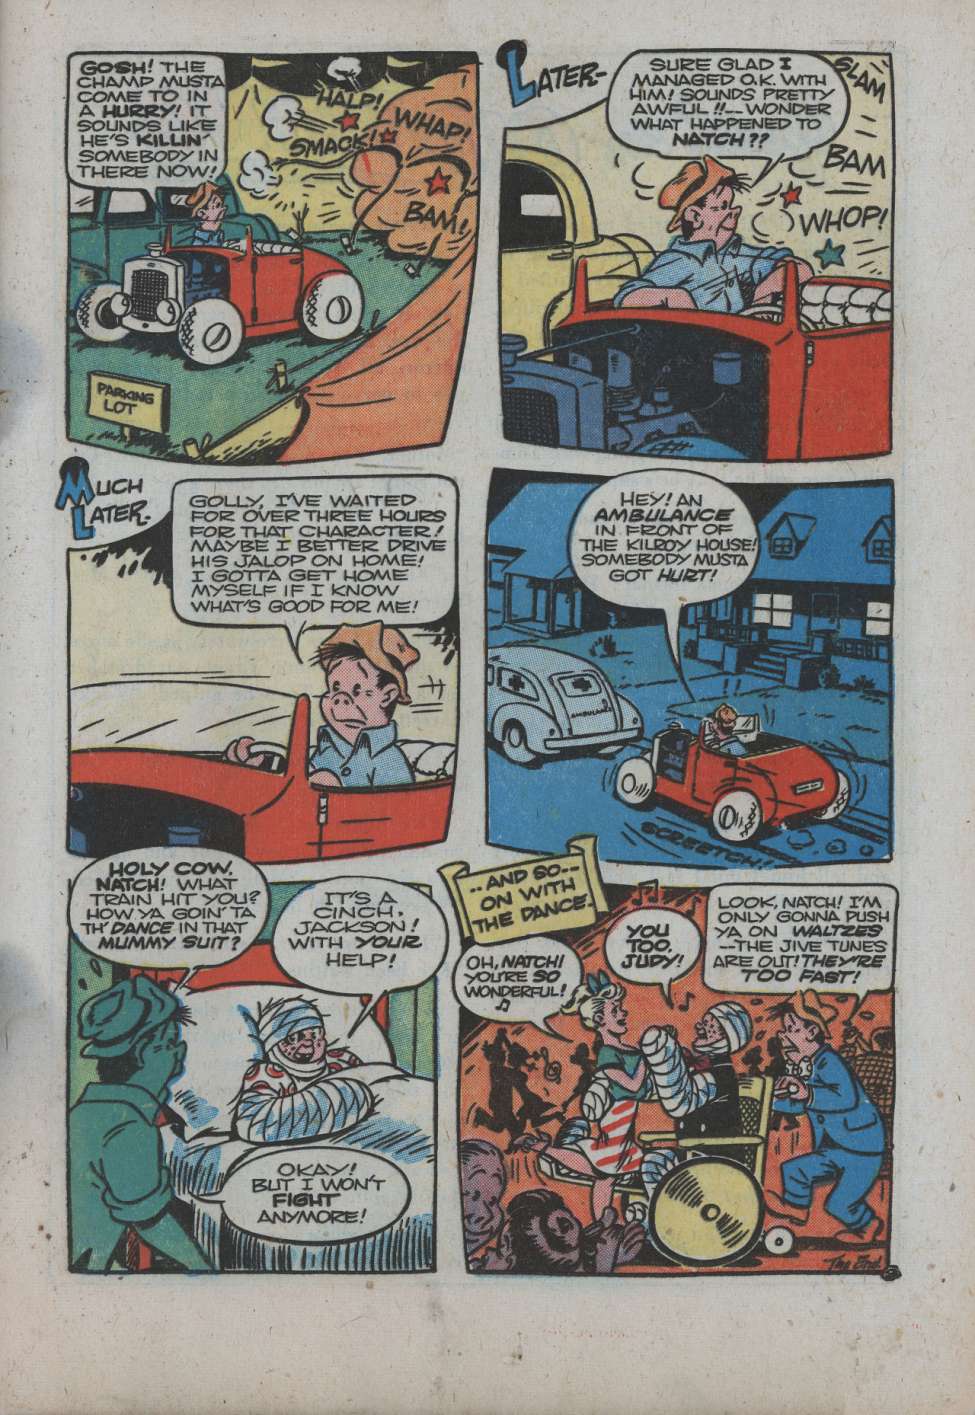 GOSH! THE
CHAMP MUSTA
COME TO IN
A HURRY! IT
SOUNDS LIKE
HE'S KILLIN'
SOMEBODY IN
THERE NOW!
HALP!
SMACK!
WHAP!
BAM!
PARKING
LOT
LATER-
SURE GLAD I
MANAGED O.K. WITH
HIM! SOUNDS PRETTY
AWFUL!!-- WONDER
WHAT HAPPENED TO
NATCH??
SLAM
BAM
BAM
WHOP!
MUCH
LATER-
GOLLY, I'VE WAITED
FOR OVER THREE HOURS
FOR THAT CHARACTER!
MAYBE I BETTER DRIVE
HIS JALOP ON HOME!
I GOTTA GET HOME
MYSELF IF I KNOW
WHAT'S GOOD FOR ME!
HEY! AN
AMBULANCE
IN FRONT OF
THE KILROY HOUSE!
SOMEBODY MUSTA
GOT HURT!
AMBULANCE
SCREETCH!
HOLY COW,
NATCH! WHAT
TRAIN HIT YOU?
HOW YA GOIN' TA
TH' DANCE IN THAT
MUMMY SUIT?
IT'S A
CINCH,
JACKSON!
WITH YOUR
HELP!
OKAY!
BUT I WON'T
FIGHT
ANYMORE!
-- AND SO--
ON WITH
THE DANCE-
OH, NATCH!
YOU'RE SO
WONDERFUL!
YOU
TOO,
JUDY!
LOOK, NATCH! I'M
ONLY GONNA PUSH
YA ON WALTZES
--THE JIVE TUNES
ARE OUT! THEY'RE
TOO FAST!
The End